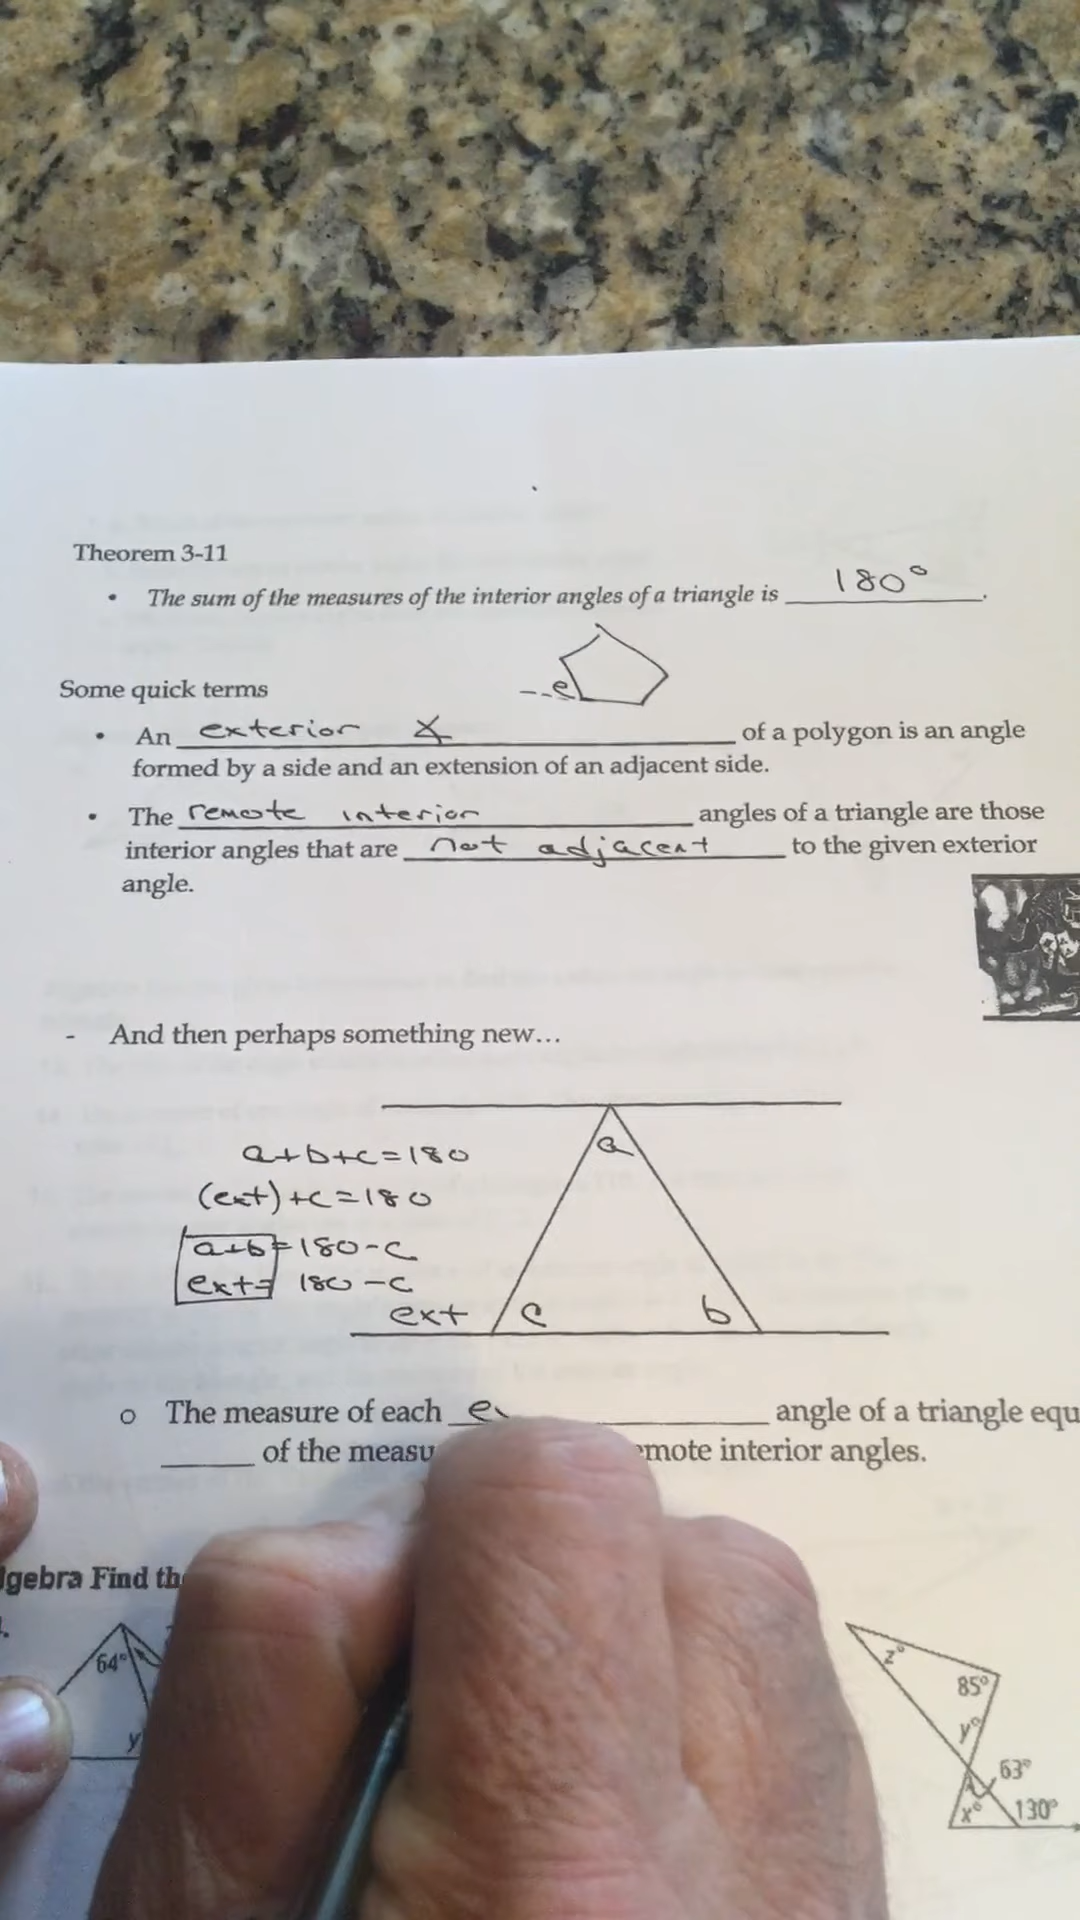 Theorem 3-11
• The sum of the measures of the interior angles of a triangle is 180°.
Some quick terms
e
• An exterior ∡ of a polygon is an angle
formed by a side and an extension of an adjacent side.
• The remote interior angles of a triangle are those
interior angles that are not adjacent to the given exterior
angle.
- And then perhaps something new...
a
a+b+c=180
(ext)+c=180
a+b=180-c
ext=180-c
ext c b
o The measure of each angle of a triangle equ
of the measu emote interior angles.
lgebra Find th
64°
y
z°
85°
y°
63°
x°
130°